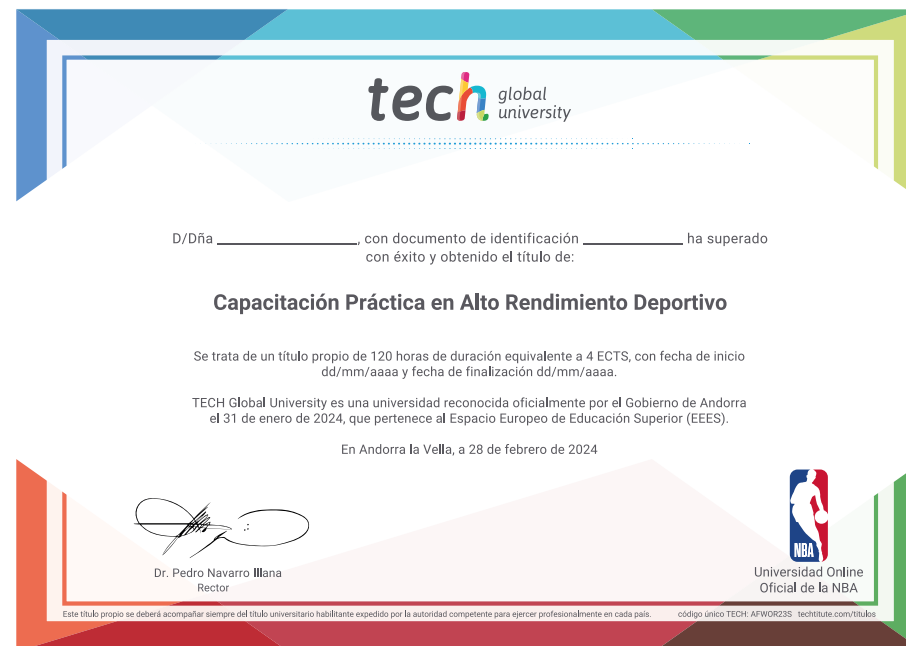 tech global university
D/Dña ____________________, con documento de identificación ______________ ha superado
con éxito y obtenido el título de:
Capacitación Práctica en Alto Rendimiento Deportivo
Se trata de un título propio de 120 horas de duración equivalente a 4 ECTS, con fecha de inicio
dd/mm/aaaa y fecha de finalización dd/mm/aaaa.
TECH Global University es una universidad reconocida oficialmente por el Gobierno de Andorra
el 31 de enero de 2024, que pertenece al Espacio Europeo de Educación Superior (EEES).
En Andorra la Vella, a 28 de febrero de 2024
Dr. Pedro Navarro Illana
Rector
NBA
Universidad Online
Oficial de la NBA
Este título propio se deberá acompañar siempre del título universitario habilitante expedido por la autoridad competente para ejercer profesionalmente en cada país.
código único TECH: AFWOR23S techtitute.com/titulos